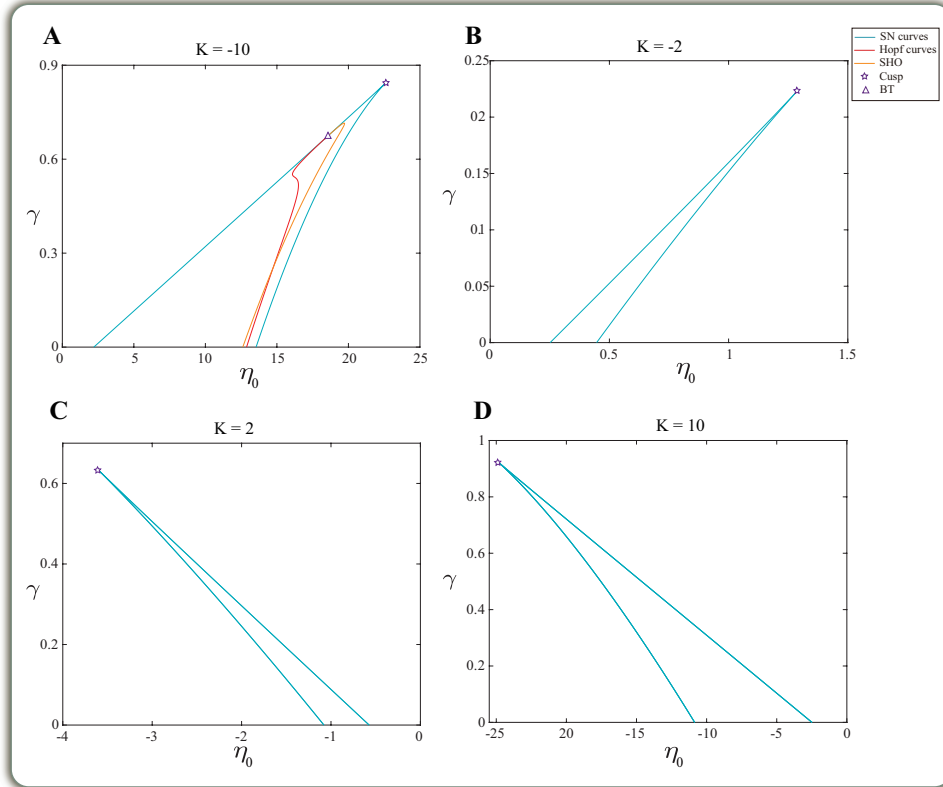 A
K = -10
0.9
0.6
γ
0.3
0
0
5
10
15
20
25
η0
B
K = -2
0.25
0.2
0.15
γ
0.1
0.05
0
0
0.5
1
1.5
η0
SN curves
Hopf curves
SHO
Cusp
BT
C
K = 2
0.6
0.4
γ
0.2
0
-4
-3
-2
-1
0
η0
D
K = 10
1
0.8
0.6
γ
0.4
0.2
0
-25
-20
-15
-10
-5
0
η0